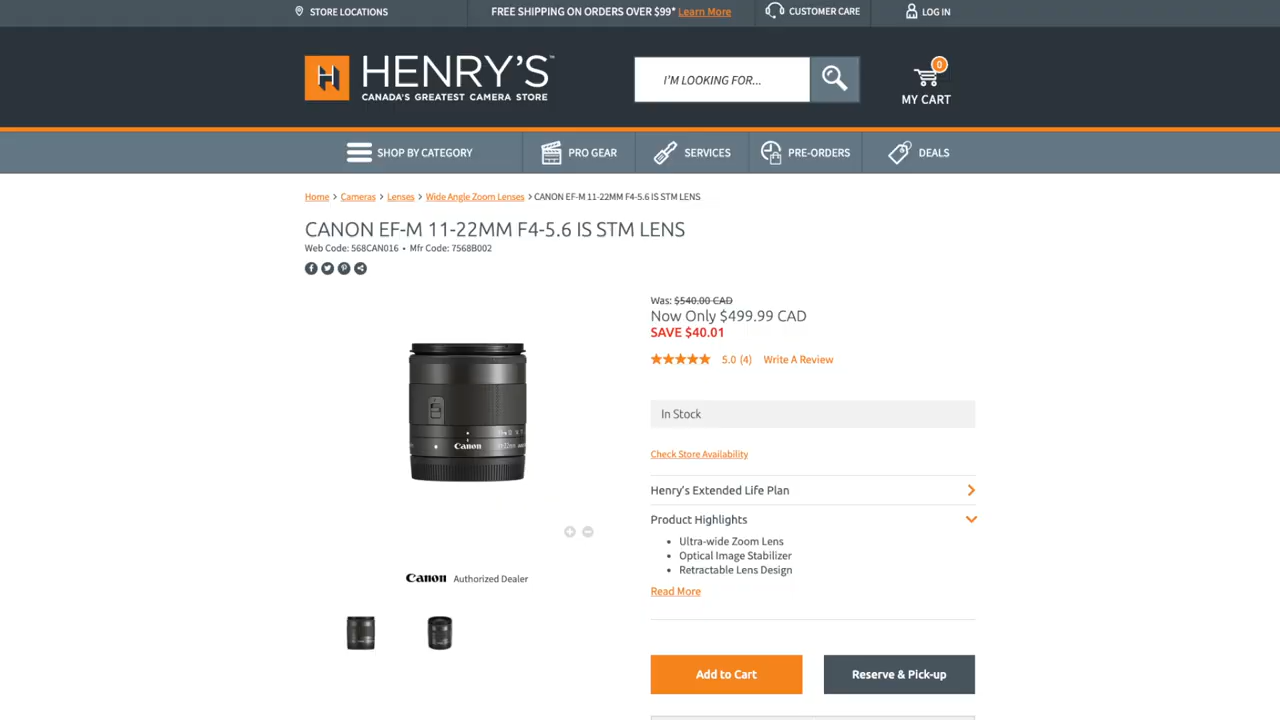 STORE LOCATIONS
FREE SHIPPING ON ORDERS OVER $99* Learn More
CUSTOMER CARE
LOG IN
H HENRY'S™
CANADA'S GREATEST CAMERA STORE
I'M LOOKING FOR...
0
MY CART
SHOP BY CATEGORY
PRO GEAR
SERVICES
PRE-ORDERS
DEALS
Home > Cameras > Lenses > Wide Angle Zoom Lenses > CANON EF-M 11-22MM F4-5.6 IS STM LENS
CANON EF-M 11-22MM F4-5.6 IS STM LENS
Web Code: 568CAN016 • Mfr Code: 7568B002
Was: $540.00 CAD
Now Only $499.99 CAD
SAVE $40.01
5.0 (4) Write A Review
In Stock
Check Store Availability
Henry's Extended Life Plan
Product Highlights
• Ultra-wide Zoom Lens
• Optical Image Stabilizer
• Retractable Lens Design
Read More
Canon
Canon Authorized Dealer
Add to Cart
Reserve & Pick-up